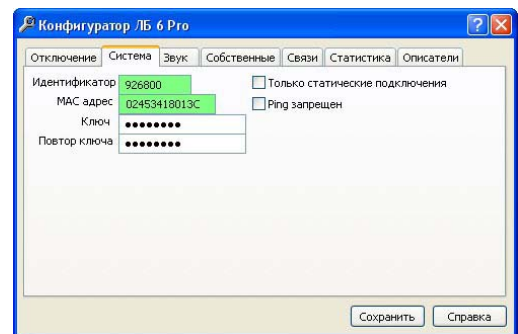 Конфигуратор ЛБ 6 Pro
Отключение Система Звук Собственные Связи Статистика Описатели
Идентификатор 926800 Только статические подключения
MAC адрес 02453418013C Ping запрещен
Ключ ●●●●●●●●
Повтор ключа ●●●●●●●●
Сохранить Справка